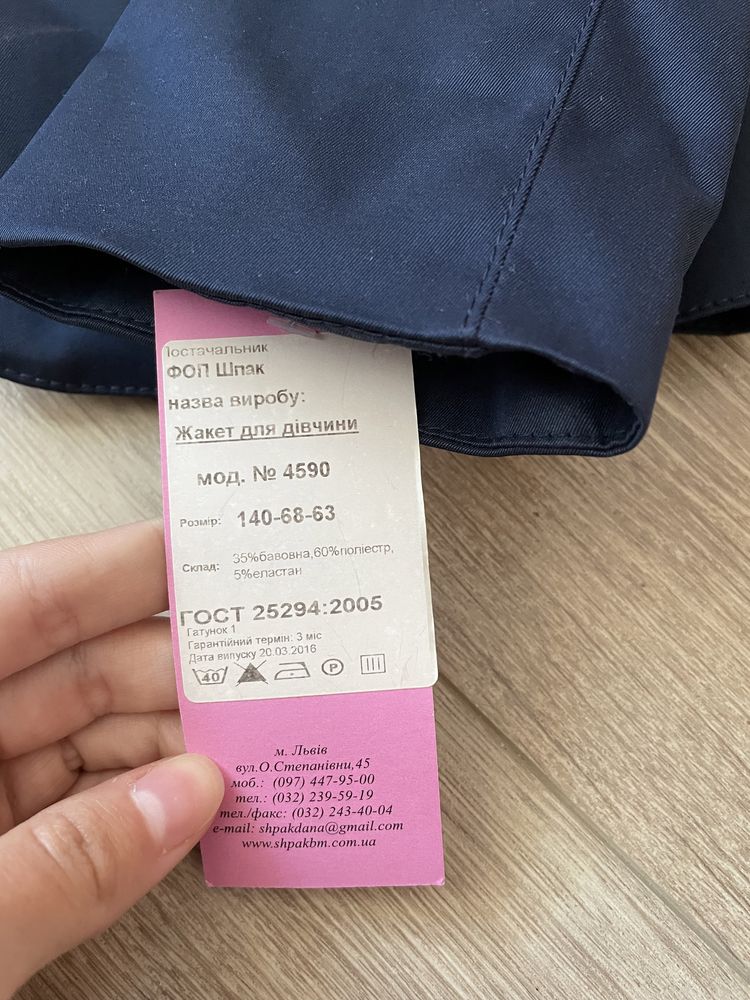 Постачальник
ФОП Шпак
назва виробу:
Жакет для дівчини
мод. № 4590
Розмір: 140-68-63
Склад: 35%бавовна,60%поліестр,
5%еластан
ГОСТ 25294:2005
Гатунок 1
Гарантійний термін: 3 міс
Дата випуску 20.03.2016
40
P
м. Львів
вул.О.Степанівни,45
моб.: (097) 447-95-00
тел.: (032) 239-59-19
тел./факс: (032) 243-40-04
e-mail: shpakdana@gmail.com
www.shpakbm.com.ua